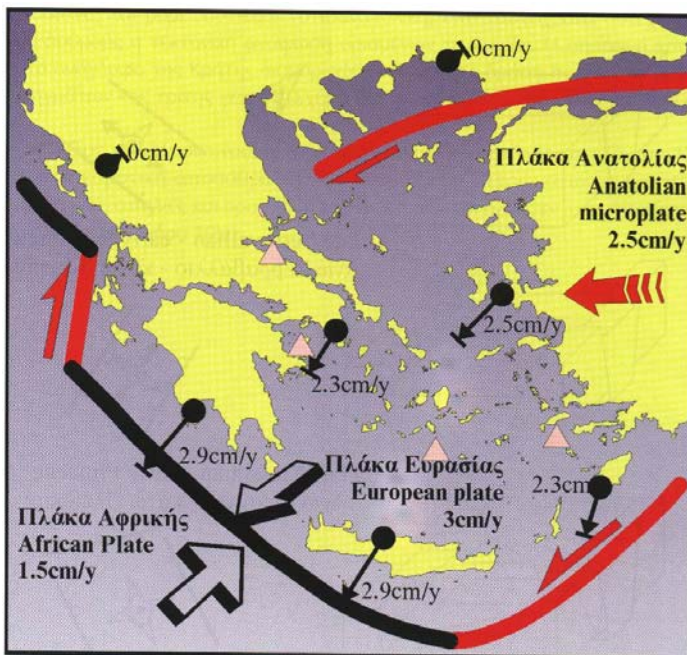 0cm/y
0cm/y
Πλάκα Ανατολίας
Anatolian
microplate
2.5cm/y
2.5cm/y
2.3cm/y
2.9cm/y
Πλάκα Ευρασίας
European plate
3cm/y
2.3cm
Πλάκα Αφρικής
African Plate
1.5cm/y
2.9cm/y